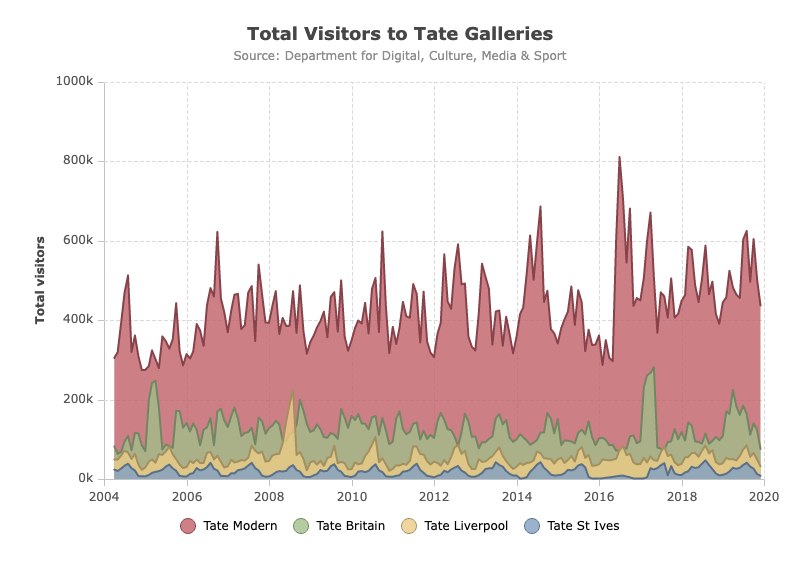 Total Visitors to Tate Galleries
Source: Department for Digital, Culture, Media & Sport
Total visitors
1000k
800k
600k
400k
200k
0k
2004 2006 2008 2010 2012 2014 2016 2018 2020
Tate Modern Tate Britain Tate Liverpool Tate St Ives